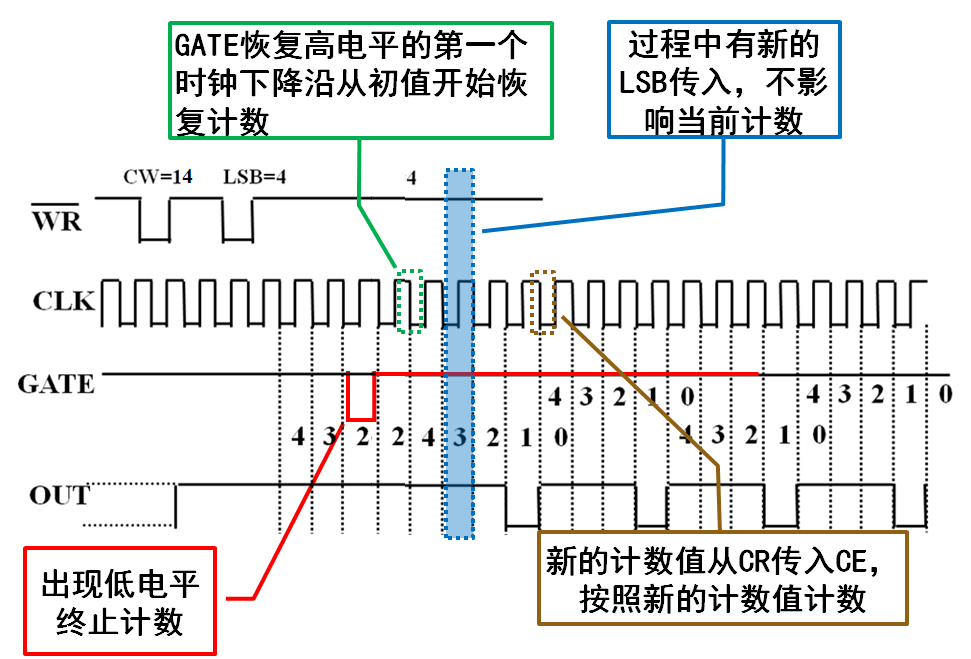 GATE恢复高电平的第一个
时钟下降沿从初值开始恢
复计数
过程中有新的
LSB传入，不影
响当前计数
CW=14 LSB=4 4
WR
CLK
GATE
4 3 2 1 0 4 3 2 1 0
4 3 2 2 4 3 2 1 0 4 3 2 1 0
OUT
出现低电平
终止计数
新的计数值从CR传入CE，
按照新的计数值计数